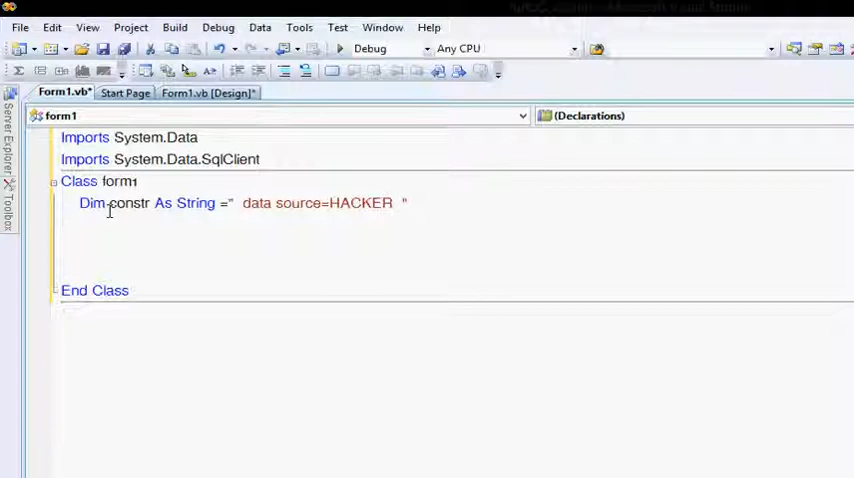 File Edit View Project Build Debug Data Tools Test Window Help
Debug Any CPU
Form1.vb* Start Page Form1.vb [Design]*
form1 (Declarations)
Server Explorer
Toolbox
Imports System.Data
Imports System.Data.SqlClient
Class form1
Dim constr As String =" data source=HACKER "
End Class